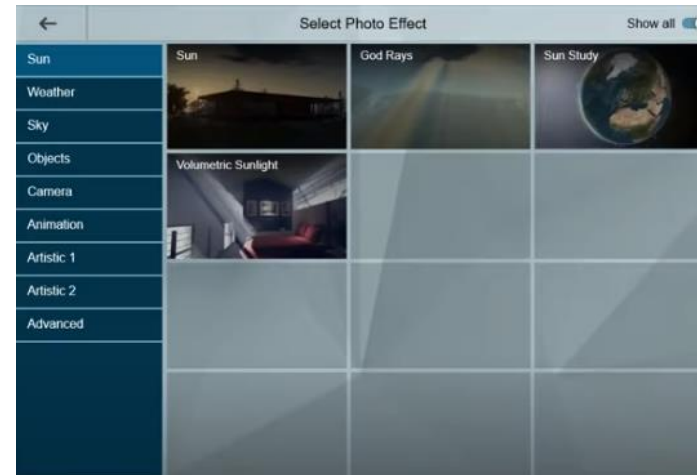 Select Photo Effect
Show all
Sun
Weather
Sky
Objects
Camera
Animation
Artistic 1
Artistic 2
Advanced
Sun
God Rays
Sun Study
Volumetric Sunlight